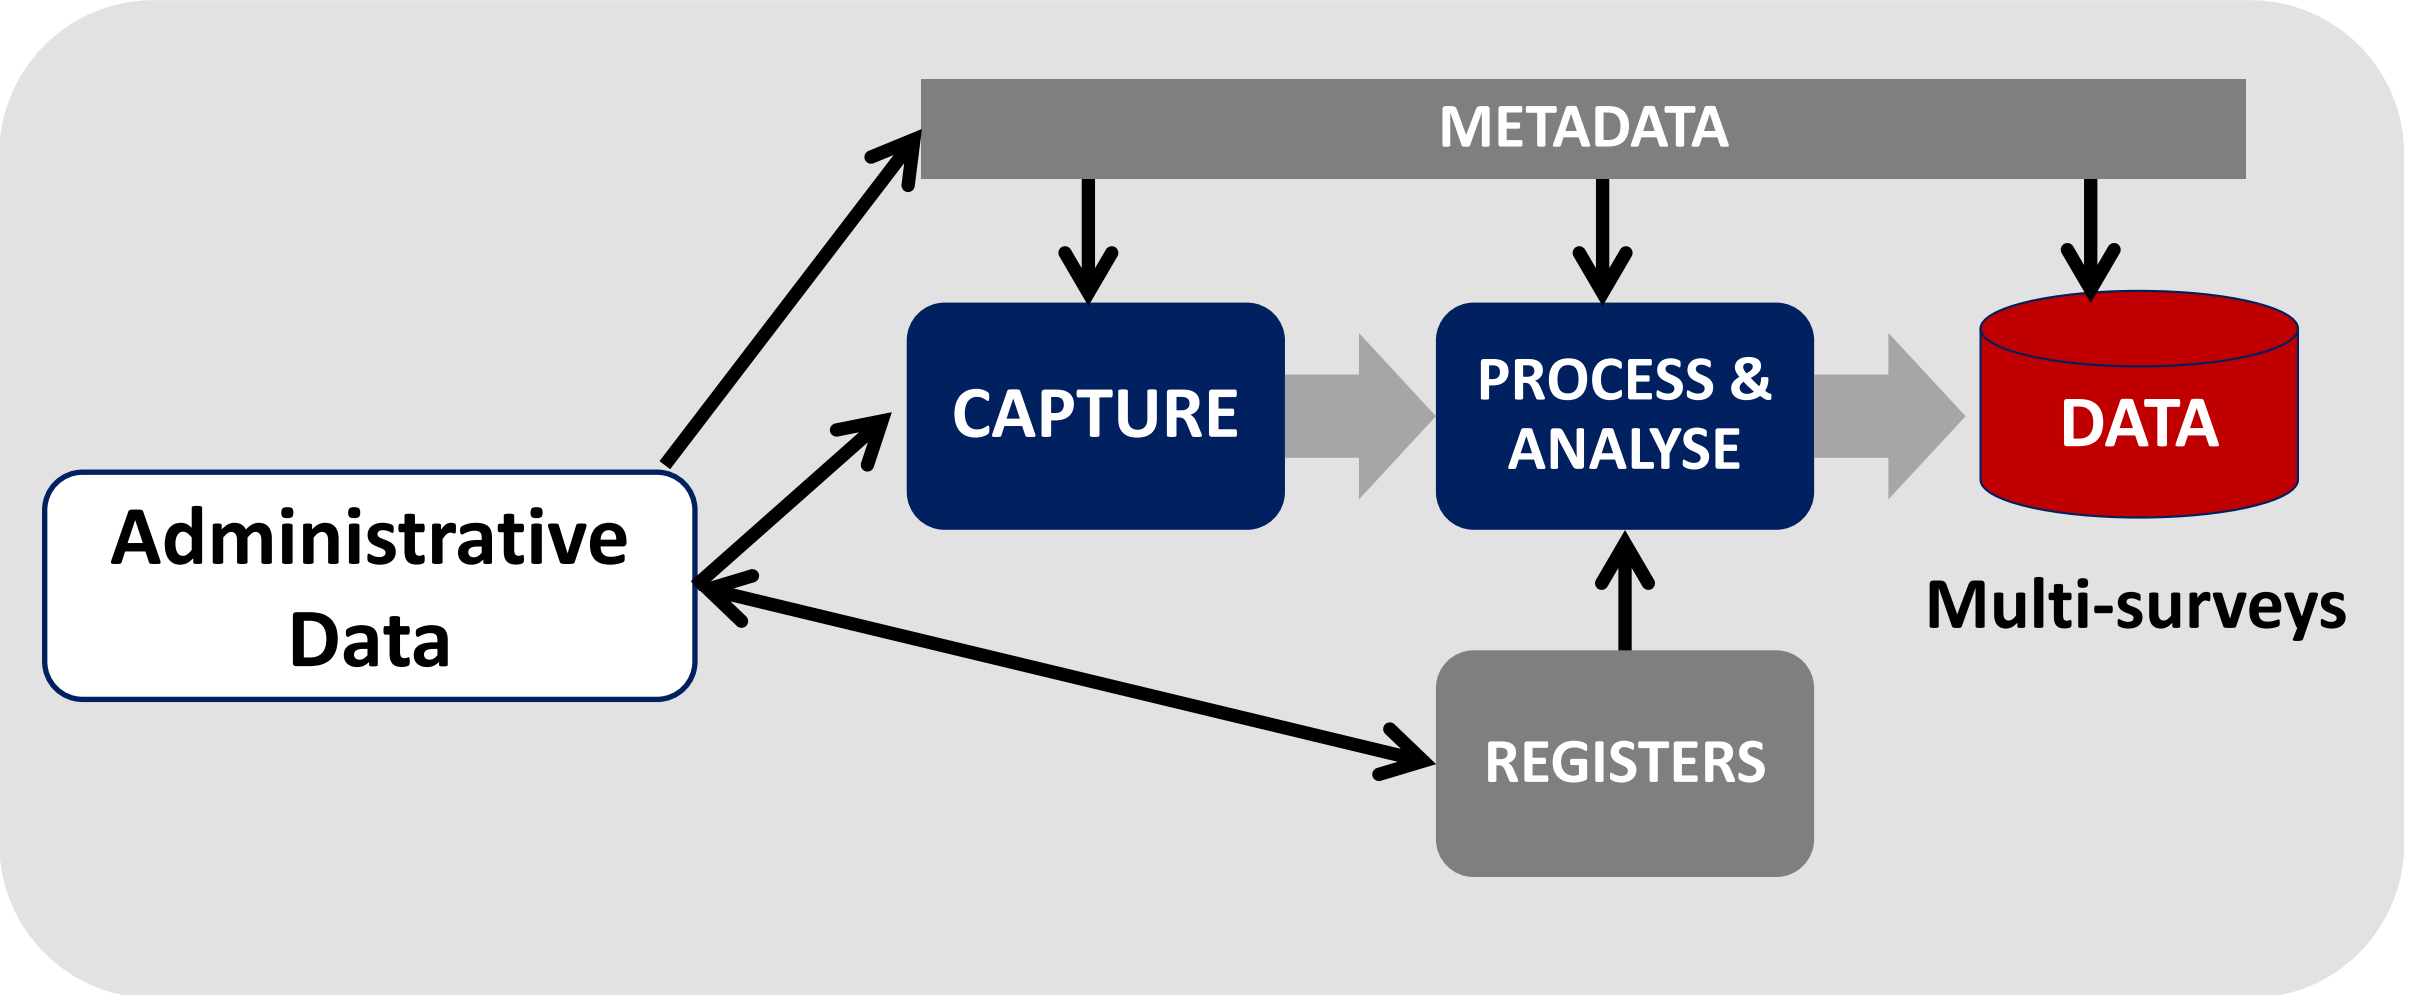 METADATA
CAPTURE
PROCESS &
ANALYSE
DATA
Administrative
Data
Multi-surveys
REGISTERS